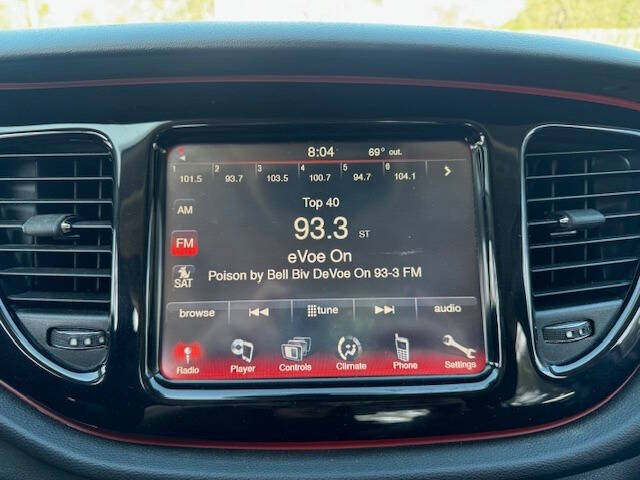 8:04 69° out.
1 2 3 4 5 6
101.5 93.7 103.5 100.7 94.7 104.1
Top 40
AM
93.3 ST
FM
eVoe On
SAT
Poison by Bell Biv DeVoe On 93-3 FM
browse tune audio
Radio Player Controls Climate Phone Settings